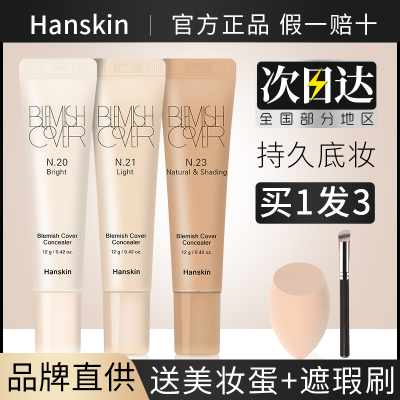 Hanskin | 官方正品 假一赔十
次日达
全国部分地区
持久底妆
买1发3
BLEMISH
COVER
N.20
Bright
Blemish Cover
Concealer
12 g / 0.42 oz.
Hanskin
BLEMISH
COVER
N.21
Light
Blemish Cover
Concealer
12 g / 0.42 oz.
Hanskin
BLEMISH
COVER
N.23
Natural & Shading
Blemish Cover
Concealer
12 g / 0.42 oz.
Hanskin
品牌直供
送美妆蛋+遮瑕刷